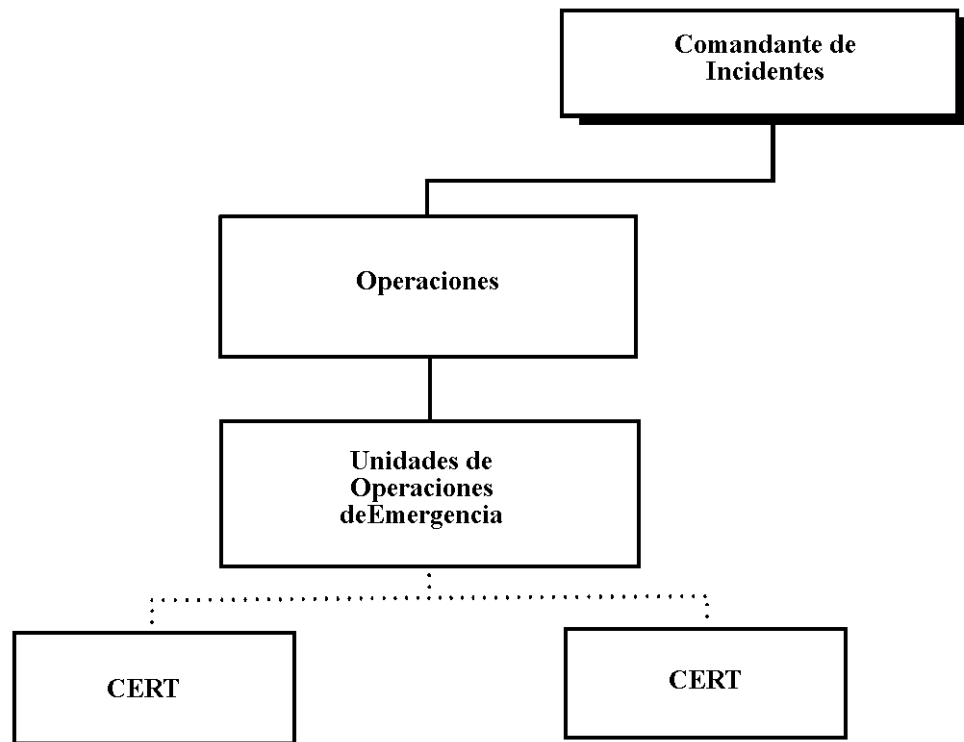 Comandante de
Incidentes
Operaciones
Unidades de
Operaciones
deEmergencia
CERT
CERT